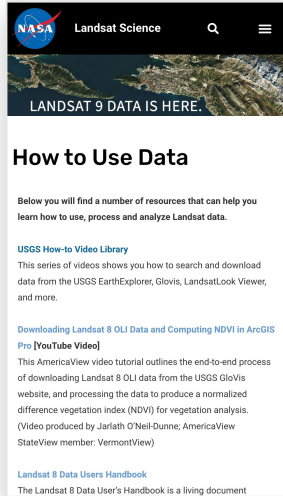 NASA
Landsat Science
LANDSAT 9 DATA IS HERE.
How to Use Data
Below you will find a number of resources that can help you
learn how to use, process and analyze Landsat data.
USGS How-to Video Library
This series of videos shows you how to search and download
data from the USGS EarthExplorer, Glovis, LandsatLook Viewer,
and more.
Downloading Landsat 8 OLI Data and Computing NDVI in ArcGIS
Pro [YouTube Video]
This AmericaView video tutorial outlines the end-to-end process
of downloading Landsat 8 OLI data from the USGS GloVis
website, and processing the data to produce a normalized
difference vegetation index (NDVI) for vegetation analysis.
(Video produced by Jarlath O’Neil-Dunne; AmericaView
StateView member: VermontView)
Landsat 8 Data Users Handbook
The Landsat 8 Data User’s Handbook is a living document